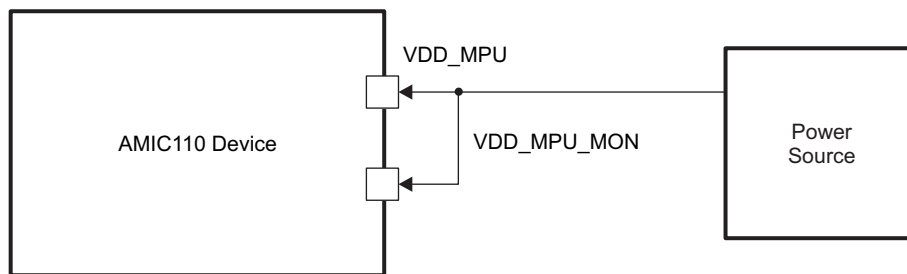 VDD_MPU
AMIC110 Device
VDD_MPU_MON
Power
Source